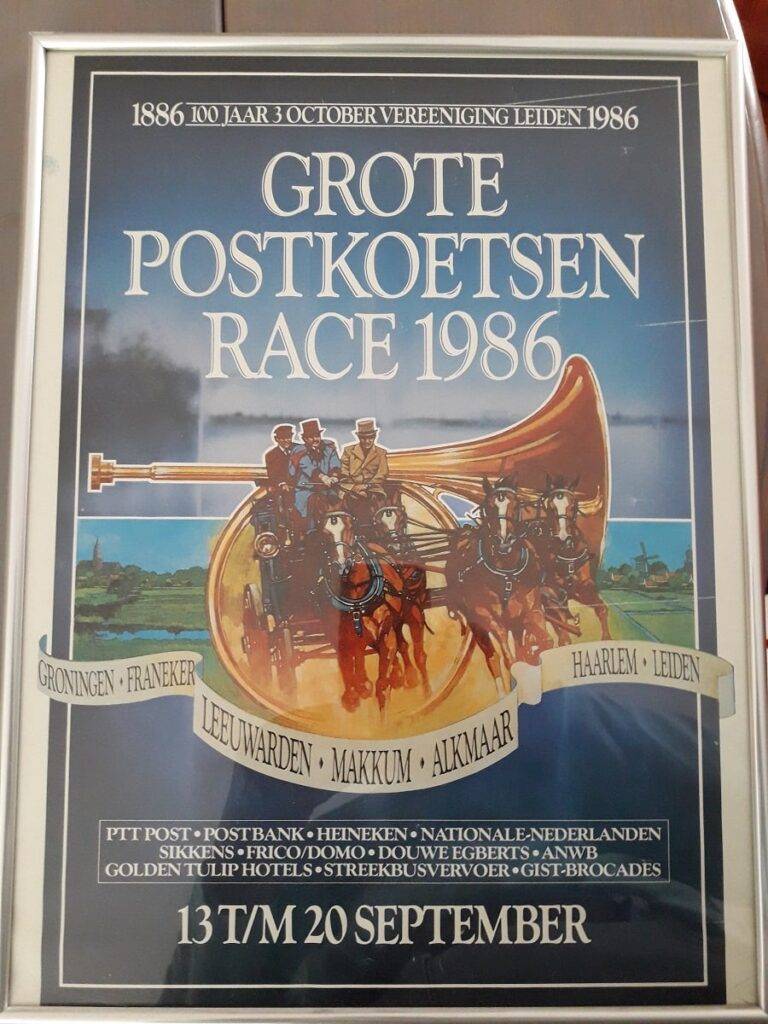 1886 100 JAAR 3 OCTOBER VEREENIGING LEIDEN 1986
GROTE
POSTKOETSEN
RACE 1986
GRONINGEN · FRANEKER
LEEUWARDEN · MAKKUM · ALKMAAR
HAARLEM · LEIDEN
PTT POST • POSTBANK • HEINEKEN • NATIONALE-NEDERLANDEN
SIKKENS • FRICO/DOMO • DOUWE EGBERTS • ANWB
GOLDEN TULIP HOTELS • STREEKBUSVERVOER • GIST-BROCADES
13 T/M 20 SEPTEMBER